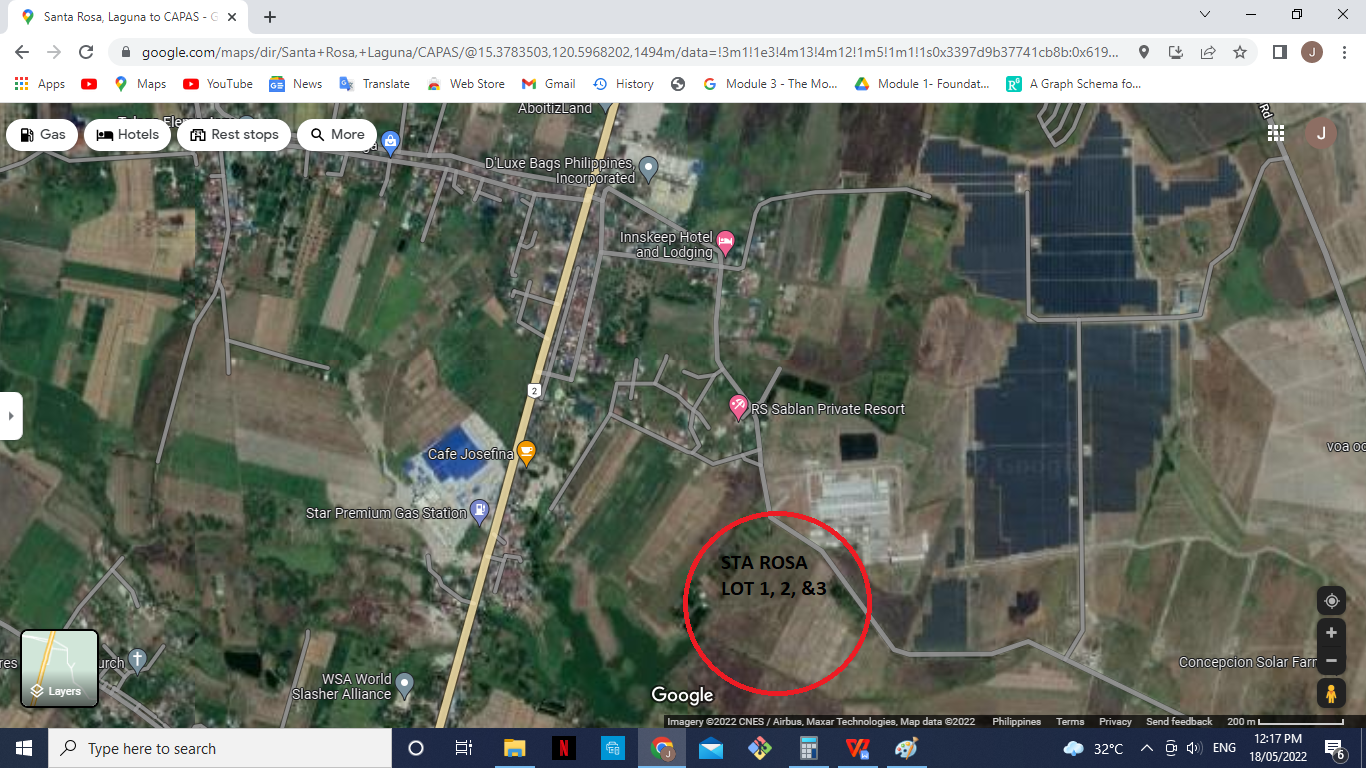 Santa Rosa, Laguna to CAPAS - G
google.com/maps/dir/Santa+Rosa,+Laguna/CAPAS/@15.3783503,120.5968202,1494m/data=!3m1!1e3!4m13!4m12!1m5!1m1!1s0x3397d9b37741cb8b:0x619...
J
Apps
Maps
YouTube
News
Translate
Web Store
Gmail
History
Module 3 - The Mo...
Module 1- Foundat...
A Graph Schema fo...
AboitizLand
Rd
Gas
Hotels
Rest stops
More
J
D'Luxe Bags Philippines,
Incorporated
Innskeep Hotel
and Lodging
2
RS Sablan Private Resort
voa oc
Cafe Josefina
Star Premium Gas Station
STA ROSA
LOT 1, 2, &3
Concepcion Solar Farm
urch
Layers
WSA World
Slasher Alliance
Google
Imagery ©2022 CNES / Airbus, Maxar Technologies, Map data ©2022
Philippines
Terms
Privacy
Send feedback
200 m
Type here to search
32°C
ENG
12:17 PM
18/05/2022
6